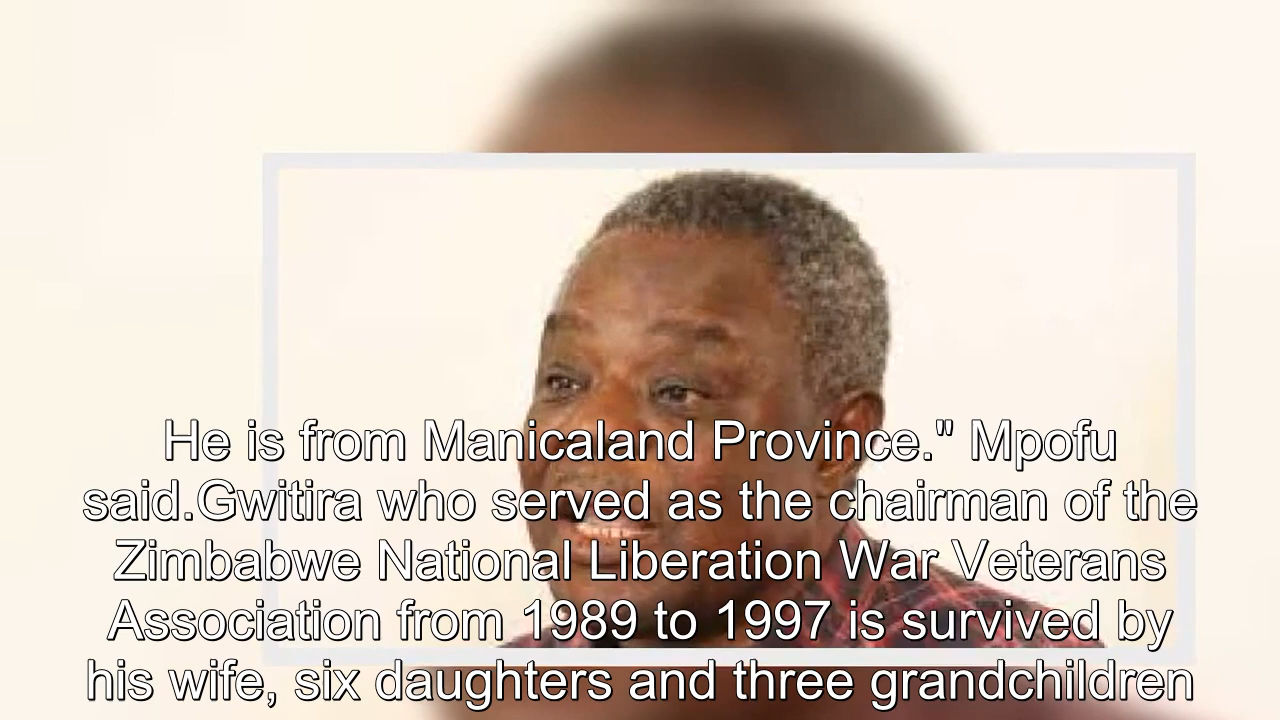 He is from Manicaland Province." Mpofu
said.Gwitira who served as the chairman of the
Zimbabwe National Liberation War Veterans
Association from 1989 to 1997 is survived by
his wife, six daughters and three grandchildren